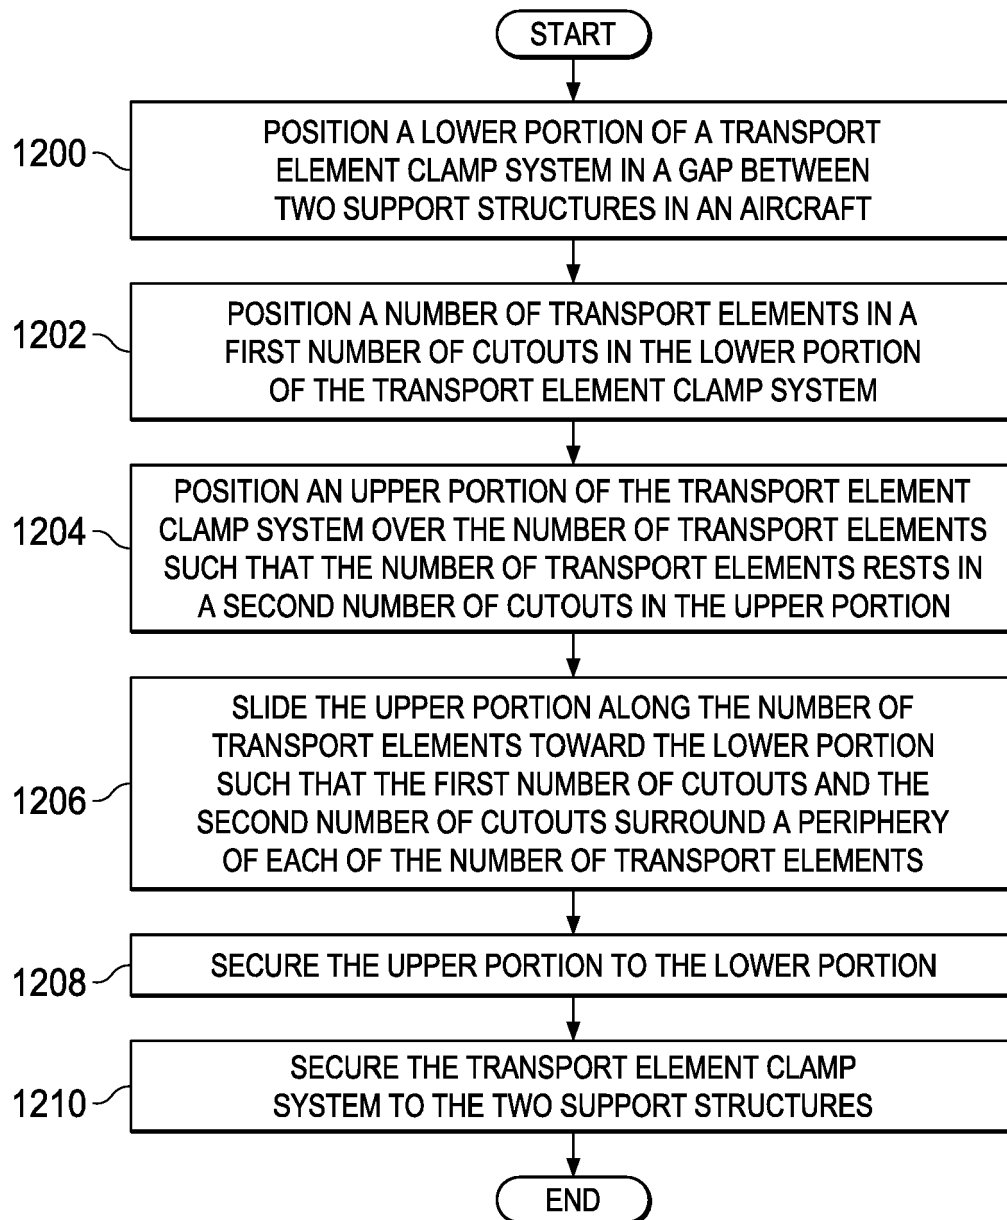 START
1200
POSITION A LOWER PORTION OF A TRANSPORT
ELEMENT CLAMP SYSTEM IN A GAP BETWEEN
TWO SUPPORT STRUCTURES IN AN AIRCRAFT
1202
POSITION A NUMBER OF TRANSPORT ELEMENTS IN A
FIRST NUMBER OF CUTOUTS IN THE LOWER PORTION
OF THE TRANSPORT ELEMENT CLAMP SYSTEM
1204
POSITION AN UPPER PORTION OF THE TRANSPORT ELEMENT
CLAMP SYSTEM OVER THE NUMBER OF TRANSPORT ELEMENTS
SUCH THAT THE NUMBER OF TRANSPORT ELEMENTS RESTS IN
A SECOND NUMBER OF CUTOUTS IN THE UPPER PORTION
1206
SLIDE THE UPPER PORTION ALONG THE NUMBER OF
TRANSPORT ELEMENTS TOWARD THE LOWER PORTION
SUCH THAT THE FIRST NUMBER OF CUTOUTS AND THE
SECOND NUMBER OF CUTOUTS SURROUND A PERIPHERY
OF EACH OF THE NUMBER OF TRANSPORT ELEMENTS
1208
SECURE THE UPPER PORTION TO THE LOWER PORTION
1210
SECURE THE TRANSPORT ELEMENT CLAMP
SYSTEM TO THE TWO SUPPORT STRUCTURES
END